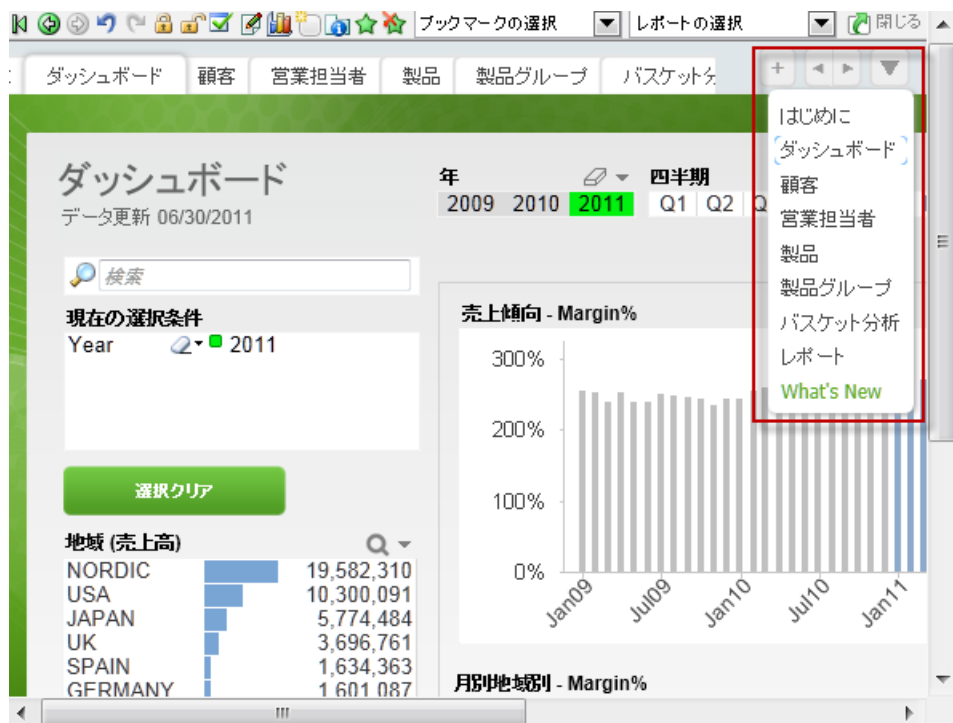 ブックマークの選択 レポートの選択 閉じる
ダッシュボード 顧客 営業担当者 製品 製品グループ バスケット分
はじめに
ダッシュボード
顧客
営業担当者
製品
製品グループ
バスケット分析
レポート
What's New
ダッシュボード
データ更新 06/30/2011
年 四半期
2009 2010 2011 Q1 Q2
検索
現在の選択条件
Year 2011
選択クリア
地域 (売上高)
NORDIC 19,582,310
USA 10,300,091
JAPAN 5,774,484
UK 3,696,761
SPAIN 1,634,363
GERMANY 1,601,087
売上傾向 - Margin%
300%
200%
100%
0%
Jan09 Jul09 Jan10 Jul10 Jan11
月別地域別 - Margin%